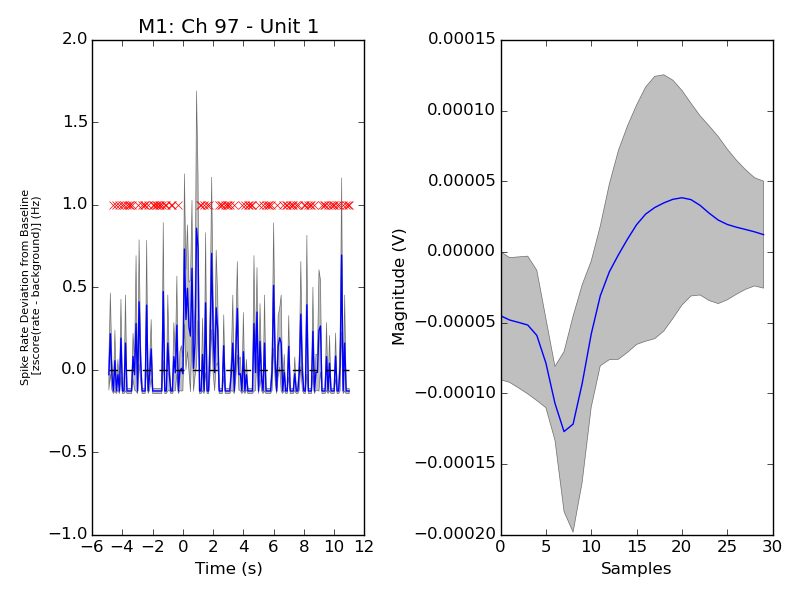 M1: Ch 97 - Unit 1
2.0
1.5
1.0
0.5
0.0
−0.5
−1.0
Spike Rate Deviation from Baseline
[zscore(rate - background)] (Hz)
−6 −4 −2 0 2 4 6 8 10 12
Time (s)
0.00015
0.00010
0.00005
0.00000
−0.00005
−0.00010
−0.00015
−0.00020
Magnitude (V)
0 5 10 15 20 25 30
Samples